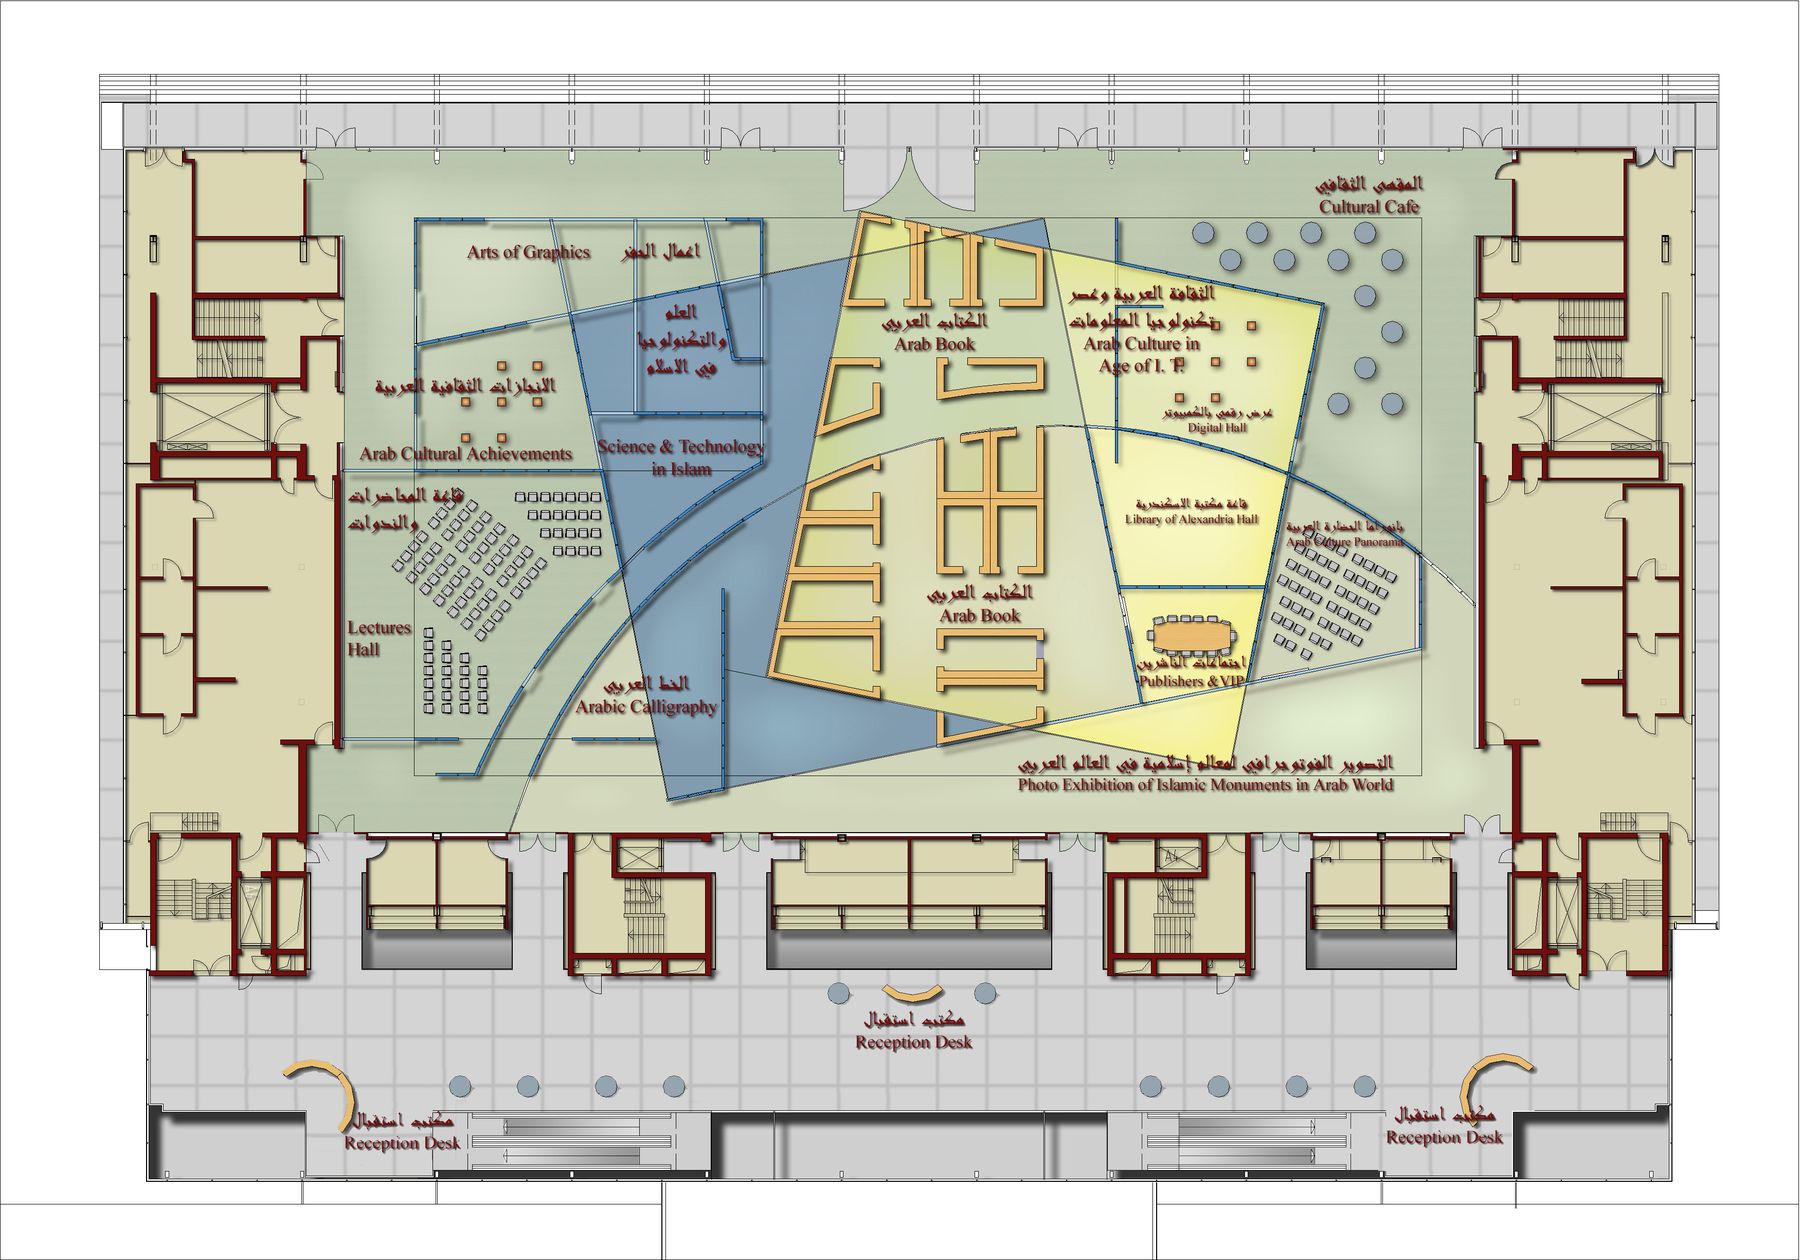 المقهى الثقافي
Cultural Cafe
Arts of Graphics
اعمال الحفر
العلم
والتكنولوجيا
في الاسلام
Science & Technology
in Islam
الكتاب العربي
Arab Book
الثقافة العربية وعصر
تكنولوجيا المعلومات
Arab Culture in
Age of I. T.
عرض رقمي بالكمبيوتر
Digital Hall
الانجازات الثقافية العربية
Arab Cultural Achievements
قاعة المحاضرات
والندوات
Lectures
Hall
قاعة مكتبة الاسكندرية
Library of Alexandria Hall
بانوراما الحضارة العربية
Arab Culture Panorama
الكتاب العربي
Arab Book
اجتماعات الناشرين
Publishers &VIP
الخط العربي
Arabic Calligraphy
التصوير الفوتوجرافي لمعالم إسلامية في العالم العربي
Photo Exhibition of Islamic Monuments in Arab World
مكتب استقبال
Reception Desk
مكتب استقبال
Reception Desk
مكتب استقبال
Reception Desk